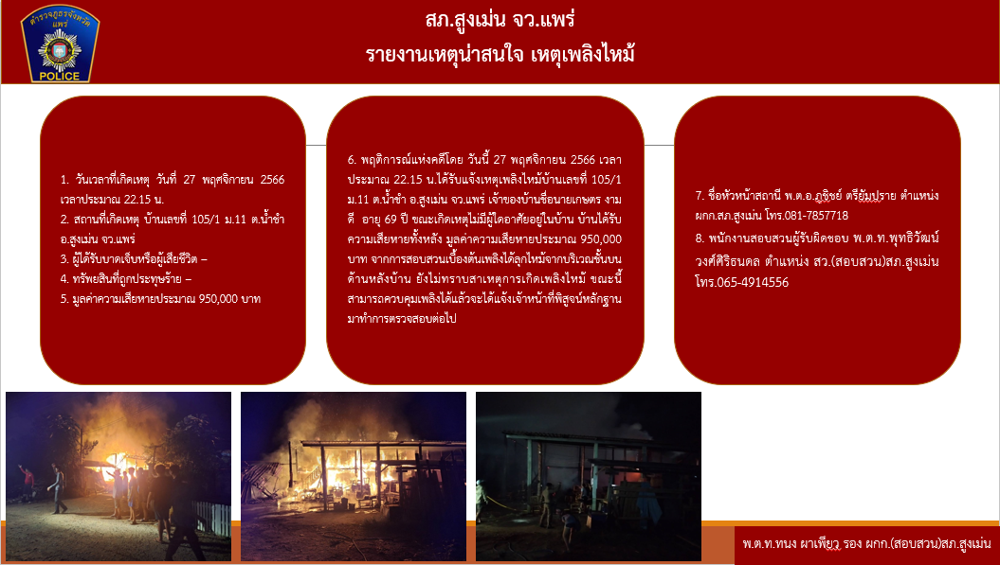 ตำรวจภูธรจังหวัด
แพร่
POLICE
สภ.สูงเม่น จว.แพร่
รายงานเหตุน่าสนใจ เหตุเพลิงไหม้
1. วันเวลาที่เกิดเหตุ วันที่ 27 พฤศจิกายน 2566
เวลาประมาณ 22.15 น.
2. สถานที่เกิดเหตุ บ้านเลขที่ 105/1 ม.11 ต.น้ำชำ
อ.สูงเม่น จว.แพร่
3. ผู้ได้รับบาดเจ็บหรือผู้เสียชีวิต –
4. ทรัพยสินที่ถูกประทุษร้าย –
5. มูลค่าความเสียหายประมาณ 950,000 บาท
6. พฤติการณ์แห่งคดีโดย วันนี้ 27 พฤศจิกายน 2566 เวลา
ประมาณ 22.15 น.ได้รับแจ้งเหตุเพลิงไหม้บ้านเลขที่ 105/1
ม.11 ต.น้ำชำ อ.สูงเม่น จว.แพร่ เจ้าของบ้านชื่อนายเกษตร งาม
ดี อายุ 69 ปี ขณะเกิดเหตุไม่มีผู้ใดอาศัยอยู่ในบ้าน บ้านได้รับ
ความเสียหายทั้งหลัง มูลค่าความเสียหายประมาณ 950,000
บาท จากการสอบสวนเบื้องต้นเพลิงได้ลุกไหม้จากบริเวณชั้นบน
ด้านหลังบ้าน ยังไม่ทราบสาเหตุการเกิดเพลิงไหม้ ขณะนี้
สามารถควบคุมเพลิงได้แล้วจะได้แจ้งเจ้าหน้าที่พิสูจน์หลักฐาน
มาทำการตรวจสอบต่อไป
7. ชื่อหัวหน้าสถานี พ.ต.อ.ภูชิชย์ ตรียัมปราย ตำแหน่ง
ผกก.สภ.สูงเม่น โทร.081-7857718
8. พนักงานสอบสวนผู้รับผิดชอบ พ.ต.ท.พุทธิวัฒน์
วงศ์ศิริธนดล ตำแหน่ง สว.(สอบสวน)สภ.สูงเม่น
โทร.065-4914556
พ.ต.ท.ทนง ผาเพียว รอง ผกก.(สอบสวน)สภ.สูงเม่น